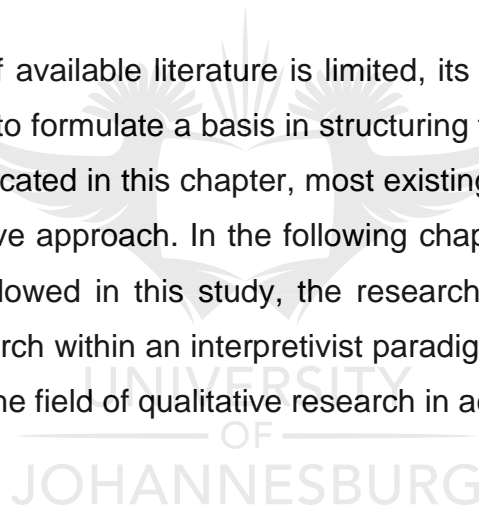 f available literature is limited, its
to formulate a basis in structuring
cated in this chapter, most existing
ve approach. In the following chap
lowed in this study, the research
rch within an interpretivist paradig
UNIVERSITY
ne field of qualitative research in ac
OF
JOHANNESBURG